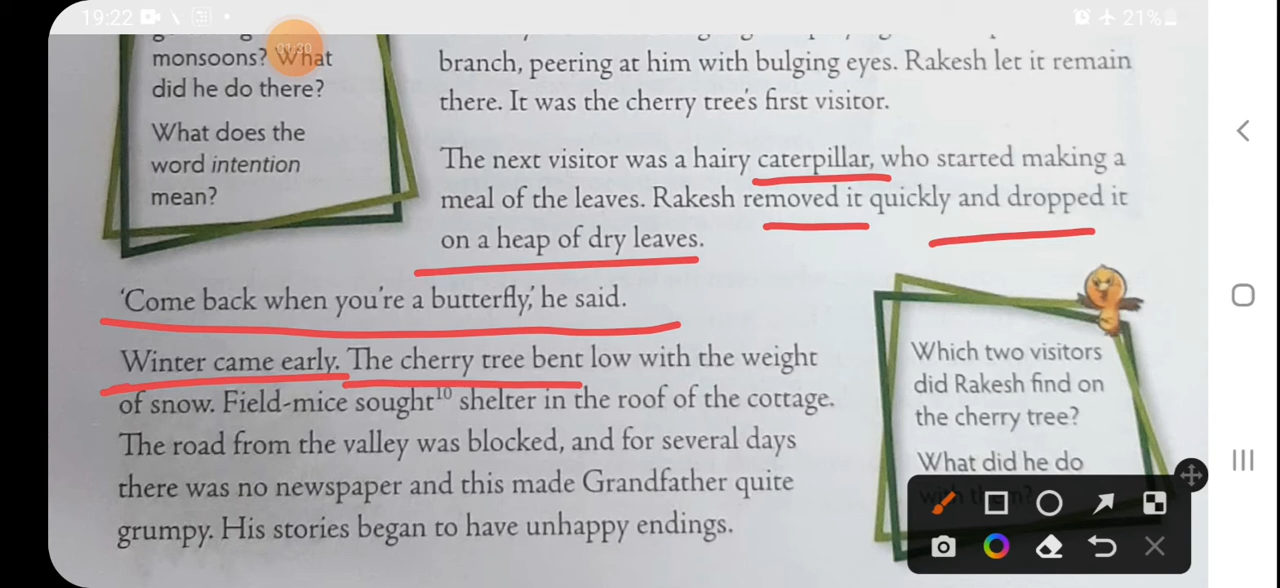 19:22
21%
01:30
monsoons? What
did he do there?
What does the
word intention
mean?
branch, peering at him with bulging eyes. Rakesh let it remain
there. It was the cherry tree's first visitor.
The next visitor was a hairy caterpillar, who started making a
meal of the leaves. Rakesh removed it quickly and dropped it
on a heap of dry leaves.
'Come back when you're a butterfly,' he said.
Winter came early. The cherry tree bent low with the weight
of snow. Field-mice sought10 shelter in the roof of the cottage.
The road from the valley was blocked, and for several days
there was no newspaper and this made Grandfather quite
grumpy. His stories began to have unhappy endings.
Which two visitors
did Rakesh find on
the cherry tree?
What did he do